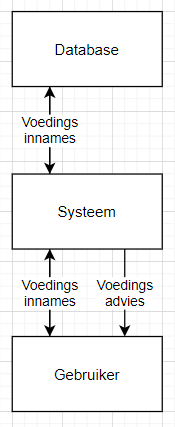 Database
Voedings
innames
Systeem
Voedings
innames
Voedings
advies
Gebruiker